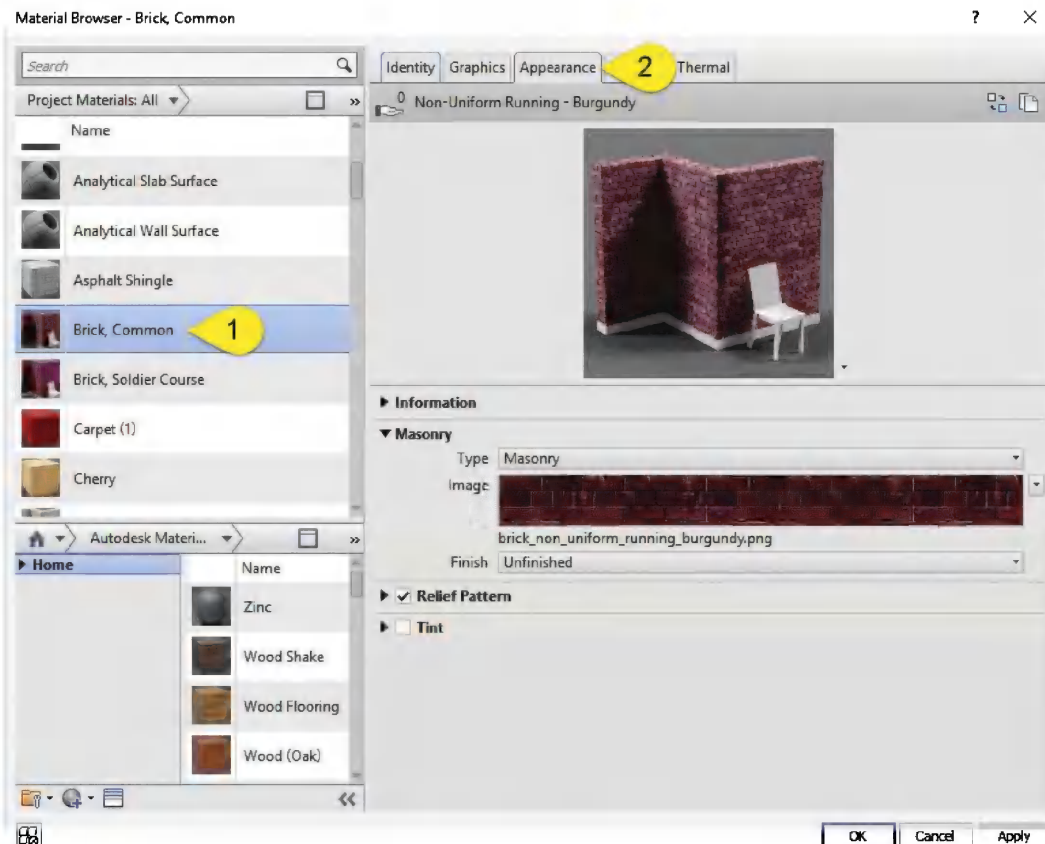 Material Browser - Brick, Common
? ×
Search
Project Materials: All
»
Name
Analytical Slab Surface
Analytical Wall Surface
Asphalt Shingle
Brick, Common
1
Brick, Soldier Course
Carpet (1)
Cherry
Autodesk Materi...
»
Home
Name
Zinc
Wood Shake
Wood Flooring
Wood (Oak)
«
Identity Graphics Appearance 2 Thermal
0 Non-Uniform Running - Burgundy
Information
Masonry
Type Masonry
Image
brick_non_uniform_running_burgundy.png
Finish Unfinished
Relief Pattern
Tint
OK Cancel Apply